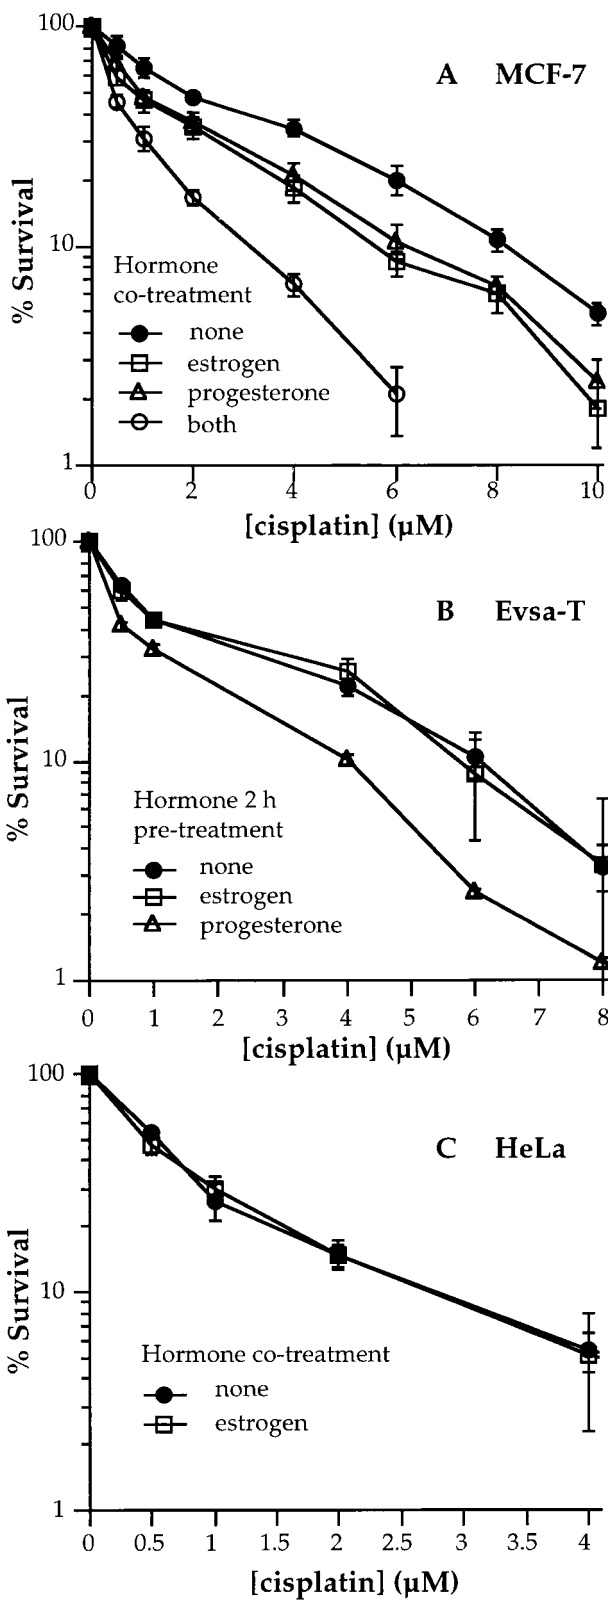 100
10
1
% Survival
A MCF-7
Hormone
co-treatment
none
estrogen
progesterone
both
0 2 4 6 8 10
[cisplatin] (µM)
100
10
1
% Survival
B Evsa-T
Hormone 2 h
pre-treatment
none
estrogen
progesterone
0 1 2 3 4 5 6 7 8
[cisplatin] (µM)
100
10
1
% Survival
C HeLa
Hormone co-treatment
none
estrogen
0 0.5 1 1.5 2 2.5 3 3.5 4
[cisplatin] (µM)